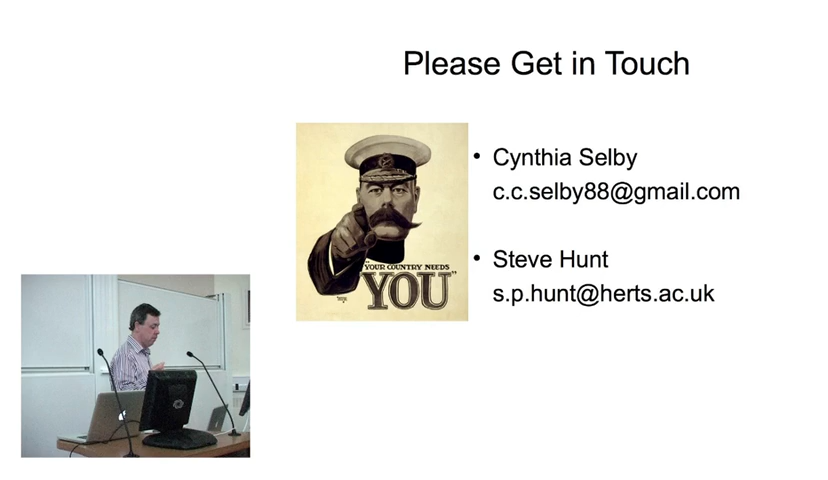 Please Get in Touch
"YOUR COUNTRY NEEDS
YOU"
• Cynthia Selby
c.c.selby88@gmail.com
• Steve Hunt
s.p.hunt@herts.ac.uk